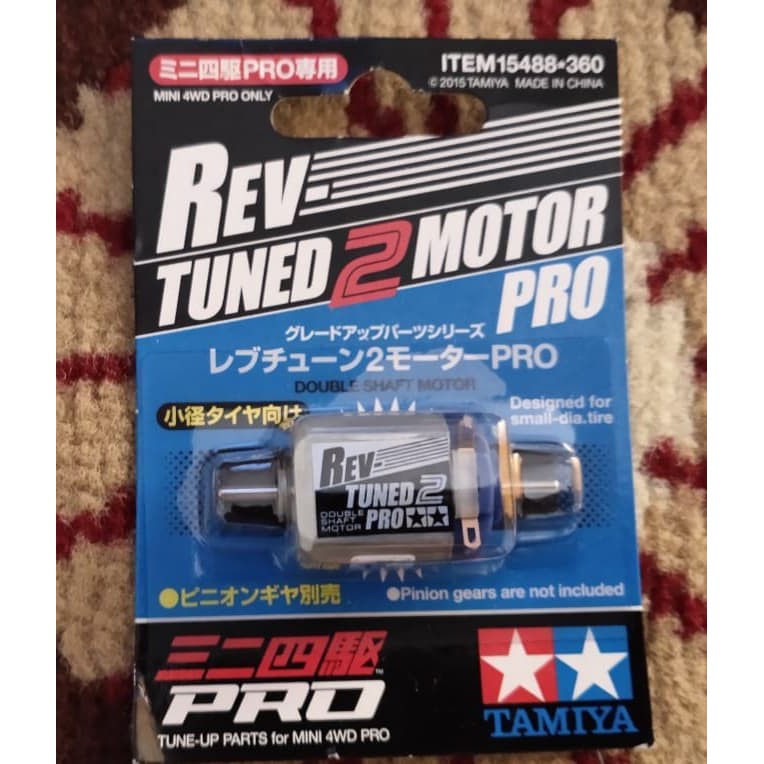 ミニ四駆PRO専用
ITEM15488*360
MINI 4WD PRO ONLY
© 2015 TAMIYA MADE IN CHINA
REV-
TUNED 2 MOTOR
PRO
グレードアップパーツシリーズ
レブチューン2モーターPRO
DOUBLE SHAFT MOTOR
小径タイヤ向け
Designed for
small-dia.tire
REV-
TUNED 2
DOUBLE
SHAFT
MOTOR
PRO
●ピニオンギヤ別売
●Pinion gears are not included
ミニ四駆™
PRO
TAMIYA
TUNE-UP PARTS for MINI 4WD PRO